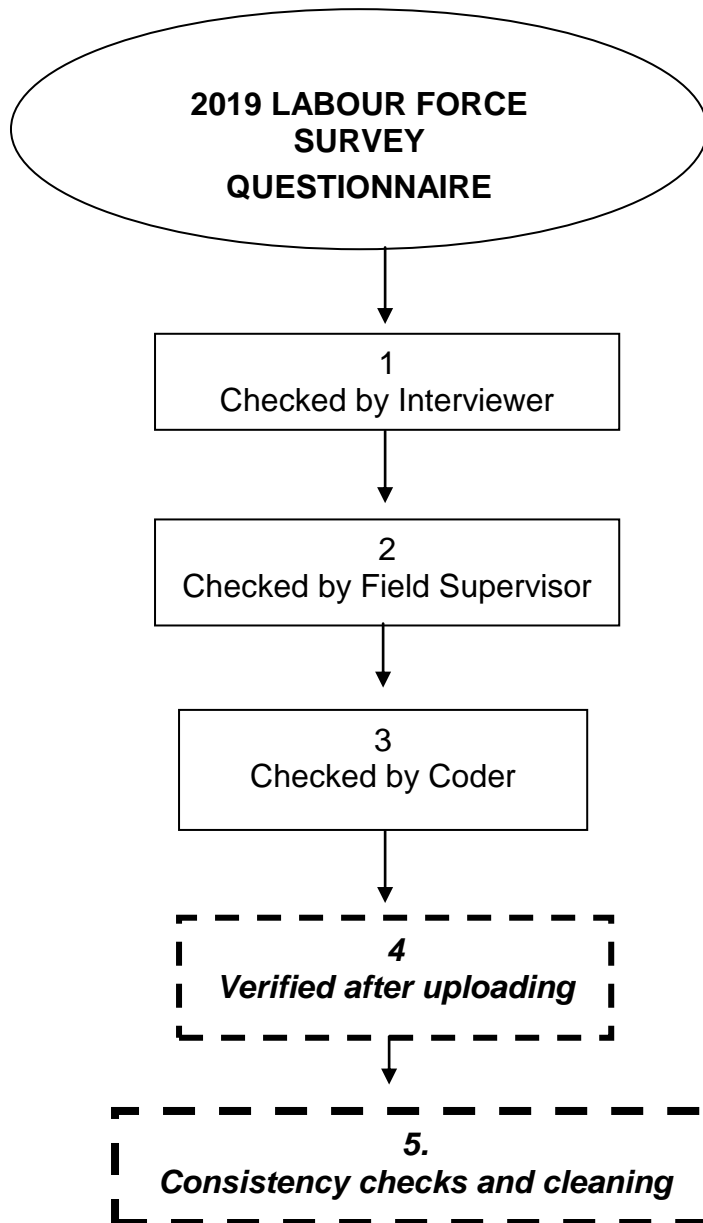 2019 LABOUR FORCE
SURVEY
QUESTIONNAIRE
1
Checked by Interviewer
2
Checked by Field Supervisor
3
Checked by Coder
4
Verified after uploading
5.
Consistency checks and cleaning